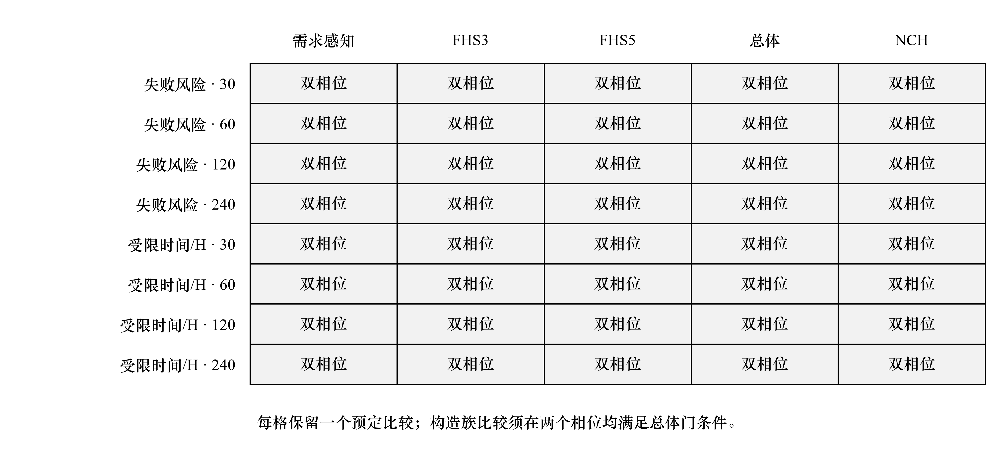 需求感知 FHS3 FHS5 总体 NCH
失败风险 · 30 双相位 双相位 双相位 双相位 双相位
失败风险 · 60 双相位 双相位 双相位 双相位 双相位
失败风险 · 120 双相位 双相位 双相位 双相位 双相位
失败风险 · 240 双相位 双相位 双相位 双相位 双相位
受限时间/H · 30 双相位 双相位 双相位 双相位 双相位
受限时间/H · 60 双相位 双相位 双相位 双相位 双相位
受限时间/H · 120 双相位 双相位 双相位 双相位 双相位
受限时间/H · 240 双相位 双相位 双相位 双相位 双相位
每格保留一个预定比较；构造族比较须在两个相位均满足总体门条件。